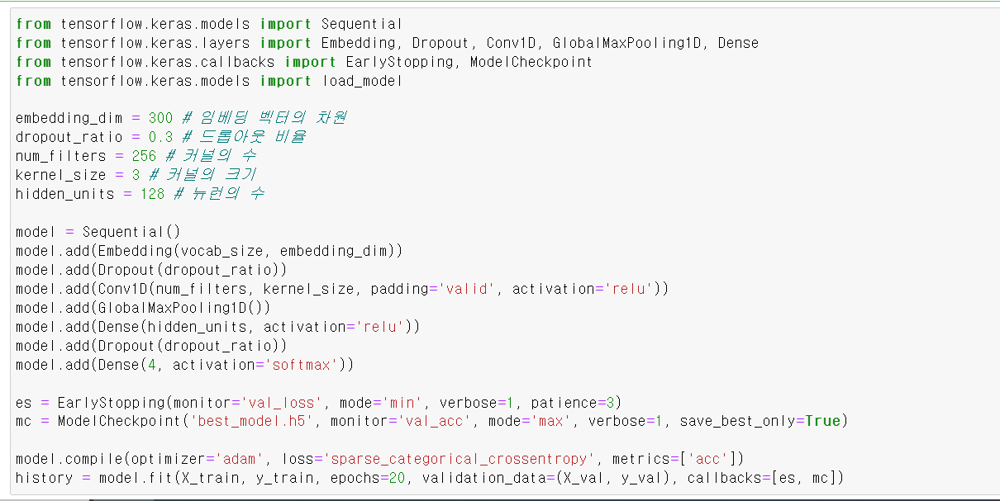 from tensorflow.keras.models import Sequential
from tensorflow.keras.layers import Embedding, Dropout, Conv1D, GlobalMaxPooling1D, Dense
from tensorflow.keras.callbacks import EarlyStopping, ModelCheckpoint
from tensorflow.keras.models import load_model
embedding_dim = 300 # 임베딩 벡터의 차원
dropout_ratio = 0.3 # 드롭아웃 비율
num_filters = 256 # 커널의 수
kernel_size = 3 # 커널의 크기
hidden_units = 128 # 뉴런의 수
model = Sequential()
model.add(Embedding(vocab_size, embedding_dim))
model.add(Dropout(dropout_ratio))
model.add(Conv1D(num_filters, kernel_size, padding='valid', activation='relu'))
model.add(GlobalMaxPooling1D())
model.add(Dense(hidden_units, activation='relu'))
model.add(Dropout(dropout_ratio))
model.add(Dense(4, activation='softmax'))
es = EarlyStopping(monitor='val_loss', mode='min', verbose=1, patience=3)
mc = ModelCheckpoint('best_model.h5', monitor='val_acc', mode='max', verbose=1, save_best_only=True)
model.compile(optimizer='adam', loss='sparse_categorical_crossentropy', metrics=['acc'])
history = model.fit(X_train, y_train, epochs=20, validation_data=(X_val, y_val), callbacks=[es, mc])